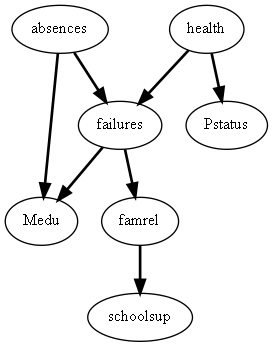 absences
health
failures
Pstatus
Medu
famrel
schoolsup